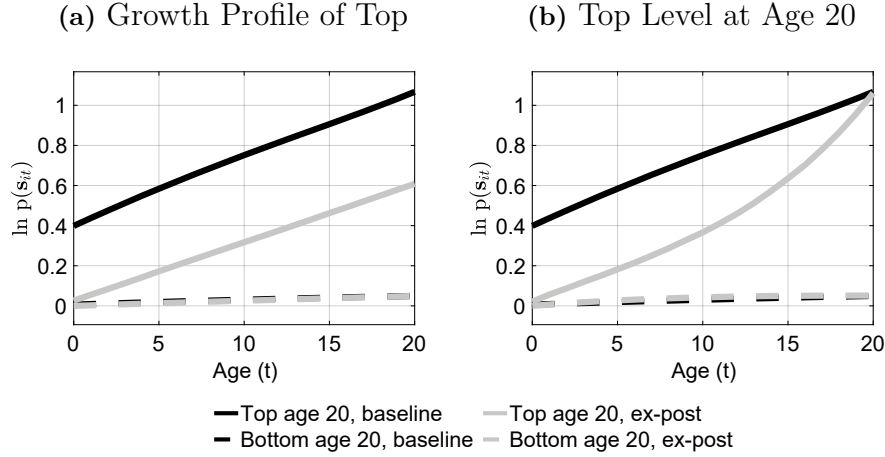 (a) Growth Profile of Top
(b) Top Level at Age 20
ln p(s_it)
1
0.8
0.6
0.4
0.2
0
0 5 10 15 20
Age (t)
ln p(s_it)
1
0.8
0.6
0.4
0.2
0
0 5 10 15 20
Age (t)
Top age 20, baseline
Top age 20, ex-post
Bottom age 20, baseline
Bottom age 20, ex-post